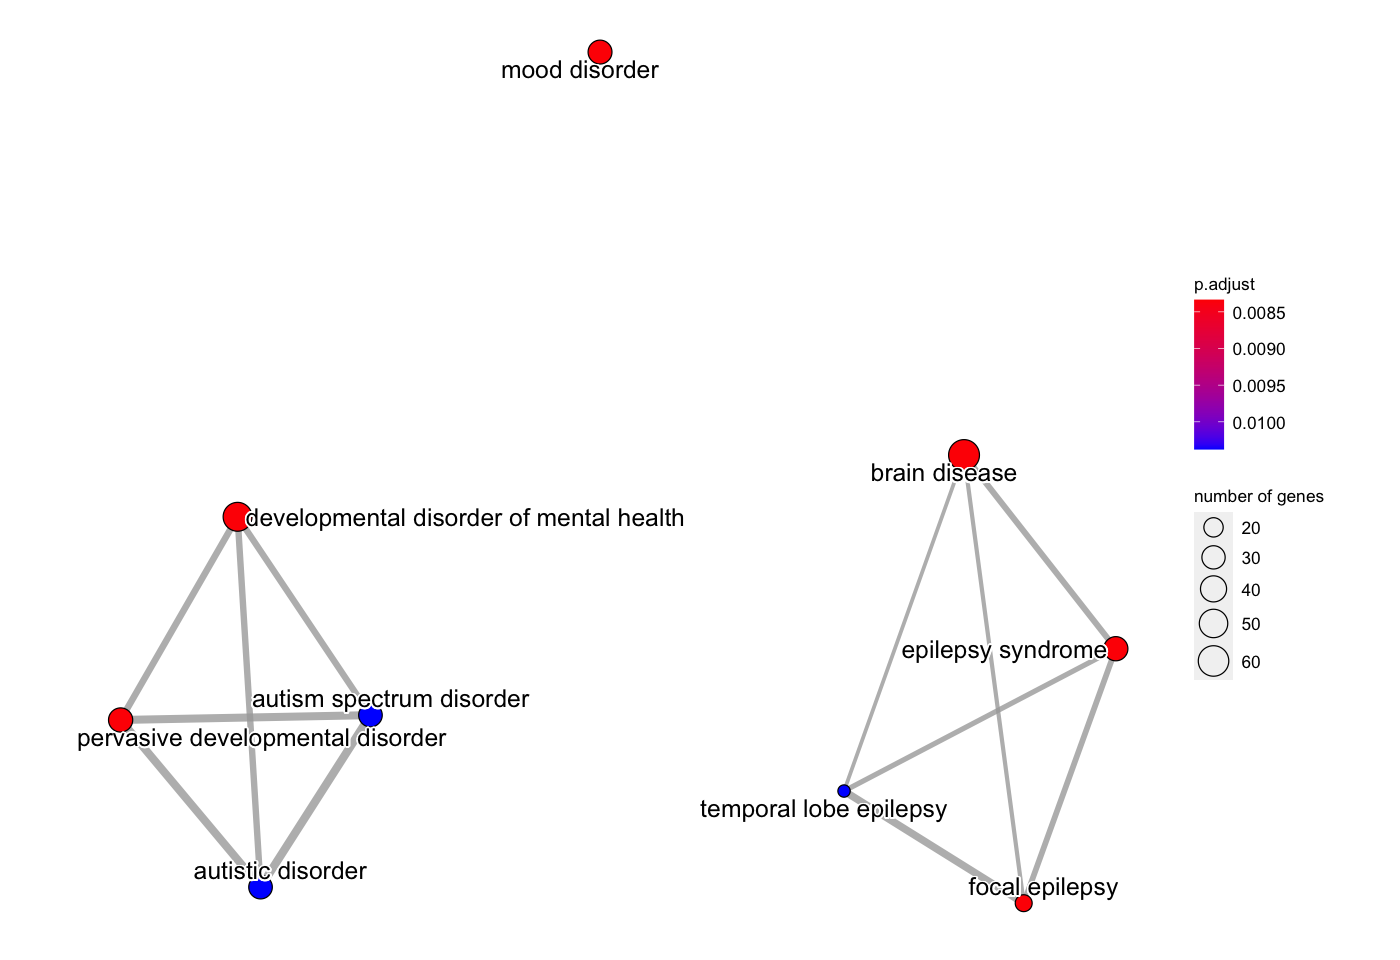 mood disorder
p.adjust
0.0085
0.0090
0.0095
0.0100
brain disease
number of genes
20
30
40
50
60
developmental disorder of mental health
epilepsy syndrome
autism spectrum disorder
pervasive developmental disorder
temporal lobe epilepsy
autistic disorder
focal epilepsy